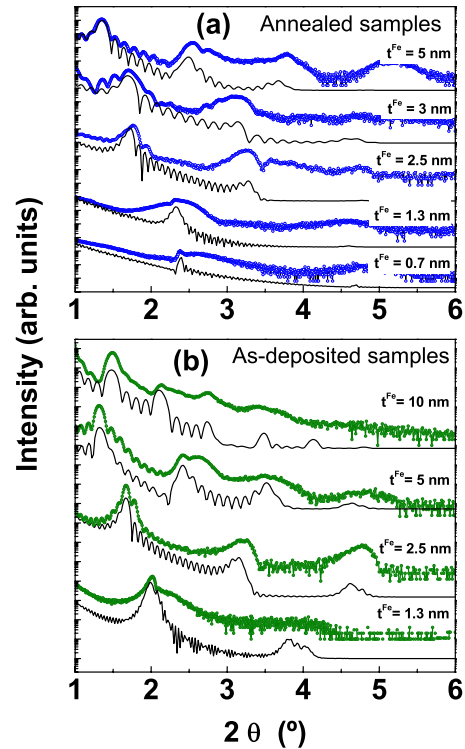 (a) Annealed samples
t^Fe = 5 nm
t^Fe = 3 nm
t^Fe = 2.5 nm
t^Fe = 1.3 nm
t^Fe = 0.7 nm
1 2 3 4 5 6
Intensity (arb. units)
(b) As-deposited samples
t^Fe = 10 nm
t^Fe = 5 nm
t^Fe = 2.5 nm
t^Fe = 1.3 nm
1 2 3 4 5 6
2 θ (º)